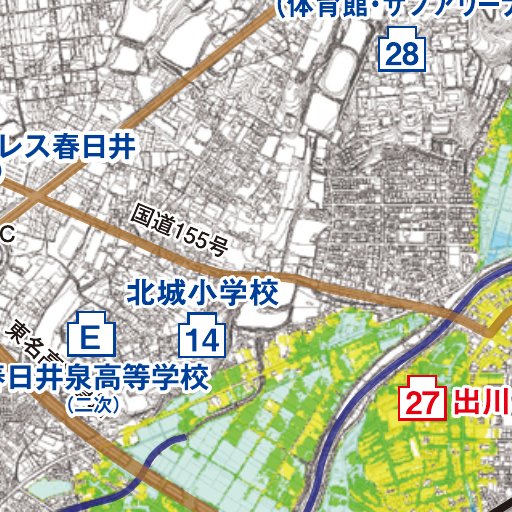 (体育館・サブアリーナ
28
レス春日井
国道155号
C
北城小学校
E
14
東名高
春日井泉高等学校
(二次)
27 出川